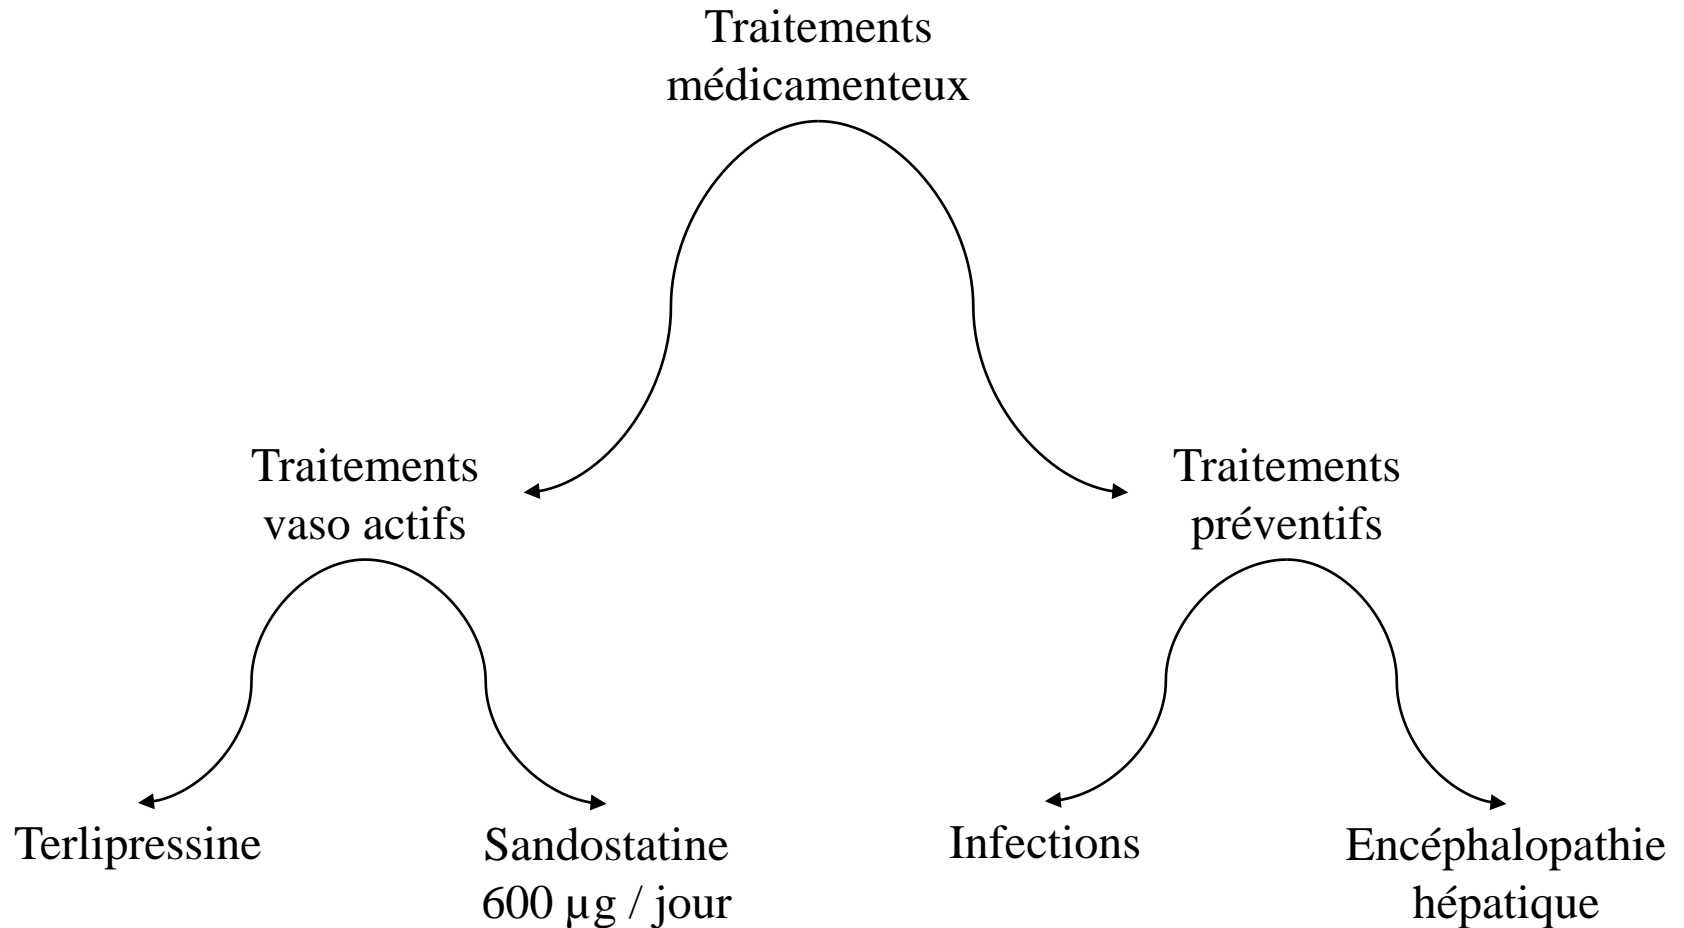 Traitements
médicamenteux
Traitements
vaso actifs
Traitements
préventifs
Terlipressine
Sandostatine
600 µg / jour
Infections
Encéphalopathie
hépatique